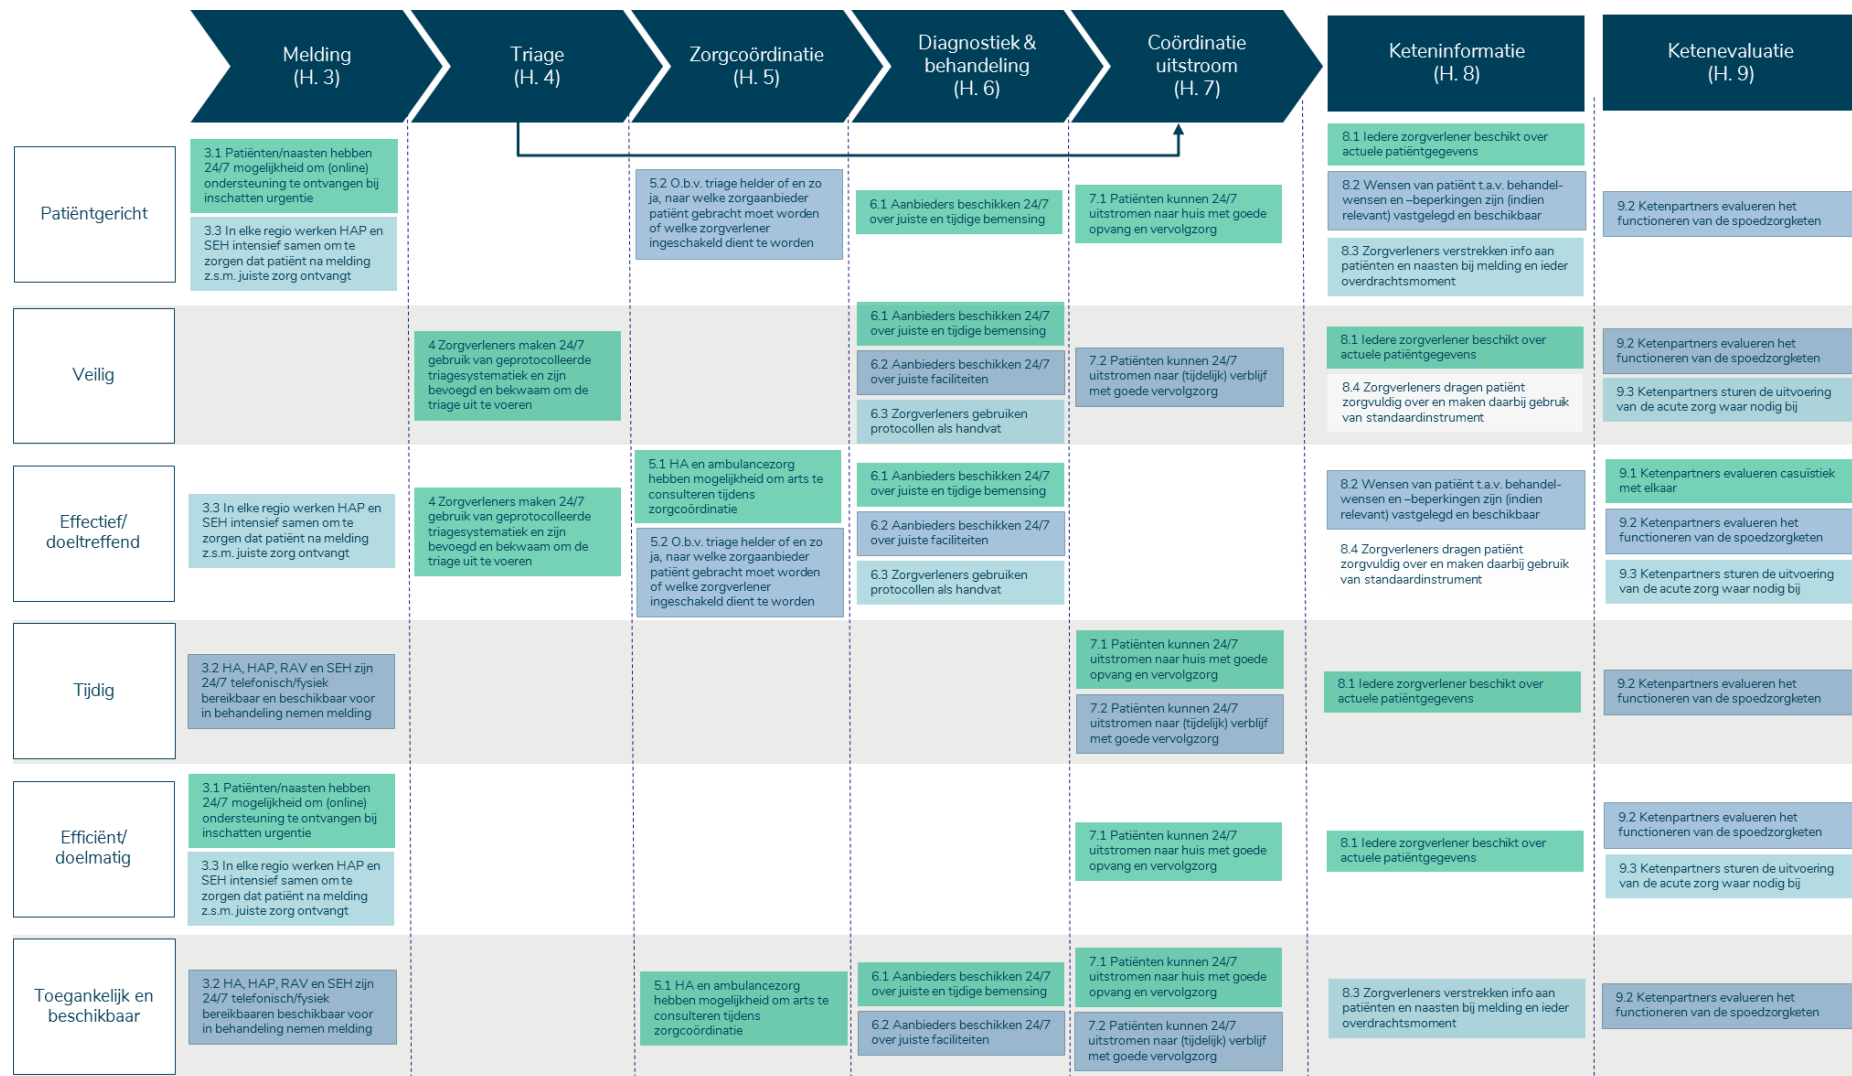 Melding
(H. 3)
Triage
(H. 4)
Zorgcoördinatie
(H. 5)
Diagnostiek &
behandeling
(H. 6)
Coördinatie
uitstroom
(H. 7)
Keteninformatie
(H. 8)
Ketenevaluatie
(H. 9)
Patiëntgericht
3.1 Patiënten/naasten hebben
24/7 mogelijkheid om (online)
ondersteuning te ontvangen bij
inschatten urgentie
3.3 In elke regio werken HAP en
SEH intensief samen om te
zorgen dat patiënt na melding
z.s.m. juiste zorg ontvangt
5.2 O.b.v. triage helder of en zo
ja, naar welke zorgaanbieder
patiënt gebracht moet worden
of welke zorgverlener
ingeschakeld dient te worden
6.1 Aanbieders beschikken 24/7
over juiste en tijdige bemensing
7.1 Patiënten kunnen 24/7
uitstromen naar huis met goede
opvang en vervolgzorg
8.1 Iedere zorgverlener beschikt over
actuele patiëntgegevens
8.2 Wensen van patiënt t.a.v. behandel-
wensen en –beperkingen zijn (indien
relevant) vastgelegd en beschikbaar
8.3 Zorgverleners verstrekken info aan
patiënten en naasten bij melding en ieder
overdrachtsmoment
9.2 Ketenpartners evalueren het
functioneren van de spoedzorgketen
Veilig
4 Zorgverleners maken 24/7
gebruik van geprotocolleerde
triagesystematiek en zijn
bevoegd en bekwaam om de
triage uit te voeren
6.1 Aanbieders beschikken 24/7
over juiste en tijdige bemensing
6.2 Aanbieders beschikken 24/7
over juiste faciliteiten
6.3 Zorgverleners gebruiken
protocollen als handvat
7.2 Patiënten kunnen 24/7
uitstromen naar (tijdelijk) verblijf
met goede vervolgzorg
8.1 Iedere zorgverlener beschikt over
actuele patiëntgegevens
8.4 Zorgverleners dragen patiënt
zorgvuldig over en maken daarbij gebruik
van standaardinstrument
9.2 Ketenpartners evalueren het
functioneren van de spoedzorgketen
9.3 Ketenpartners sturen de uitvoering
van de acute zorg waar nodig bij
Effectief/
doeltreffend
3.3 In elke regio werken HAP en
SEH intensief samen om te
zorgen dat patiënt na melding
z.s.m. juiste zorg ontvangt
4 Zorgverleners maken 24/7
gebruik van geprotocolleerde
triagesystematiek en zijn
bevoegd en bekwaam om de
triage uit te voeren
5.1 HA en ambulancezorg
hebben mogelijkheid om arts te
consulteren tijdens
zorgcoördinatie
5.2 O.b.v. triage helder of en zo
ja, naar welke zorgaanbieder
patiënt gebracht moet worden
of welke zorgverlener
ingeschakeld dient te worden
6.1 Aanbieders beschikken 24/7
over juiste en tijdige bemensing
6.2 Aanbieders beschikken 24/7
over juiste faciliteiten
6.3 Zorgverleners gebruiken
protocollen als handvat
8.2 Wensen van patiënt t.a.v. behandel-
wensen en –beperkingen zijn (indien
relevant) vastgelegd en beschikbaar
8.4 Zorgverleners dragen patiënt
zorgvuldig over en maken daarbij gebruik
van standaardinstrument
9.1 Ketenpartners evalueren casuïstiek
met elkaar
9.2 Ketenpartners evalueren het
functioneren van de spoedzorgketen
9.3 Ketenpartners sturen de uitvoering
van de acute zorg waar nodig bij
Tijdig
3.2 HA, HAP, RAV en SEH zijn
24/7 telefonisch/fysiek
bereikbaar en beschikbaar voor
in behandeling nemen melding
7.1 Patiënten kunnen 24/7
uitstromen naar huis met goede
opvang en vervolgzorg
7.2 Patiënten kunnen 24/7
uitstromen naar (tijdelijk) verblijf
met goede vervolgzorg
8.1 Iedere zorgverlener beschikt over
actuele patiëntgegevens
9.2 Ketenpartners evalueren het
functioneren van de spoedzorgketen
Efficiënt/
doelmatig
3.1 Patiënten/naasten hebben
24/7 mogelijkheid om (online)
ondersteuning te ontvangen bij
inschatten urgentie
3.3 In elke regio werken HAP en
SEH intensief samen om te
zorgen dat patiënt na melding
z.s.m. juiste zorg ontvangt
7.1 Patiënten kunnen 24/7
uitstromen naar huis met goede
opvang en vervolgzorg
8.1 Iedere zorgverlener beschikt over
actuele patiëntgegevens
9.2 Ketenpartners evalueren het
functioneren van de spoedzorgketen
9.3 Ketenpartners sturen de uitvoering
van de acute zorg waar nodig bij
Toegankelijk en
beschikbaar
3.2 HA, HAP, RAV en SEH zijn
24/7 telefonisch/fysiek
bereikbaaren beschikbaar voor
in behandeling nemen melding
5.1 HA en ambulancezorg
hebben mogelijkheid om arts te
consulteren tijdens
zorgcoördinatie
6.1 Aanbieders beschikken 24/7
over juiste en tijdige bemensing
6.2 Aanbieders beschikken 24/7
over juiste faciliteiten
7.1 Patiënten kunnen 24/7
uitstromen naar huis met goede
opvang en vervolgzorg
7.2 Patiënten kunnen 24/7
uitstromen naar (tijdelijk) verblijf
met goede vervolgzorg
8.3 Zorgverleners verstrekken info aan
patiënten en naasten bij melding en ieder
overdrachtsmoment
9.2 Ketenpartners evalueren het
functioneren van de spoedzorgketen